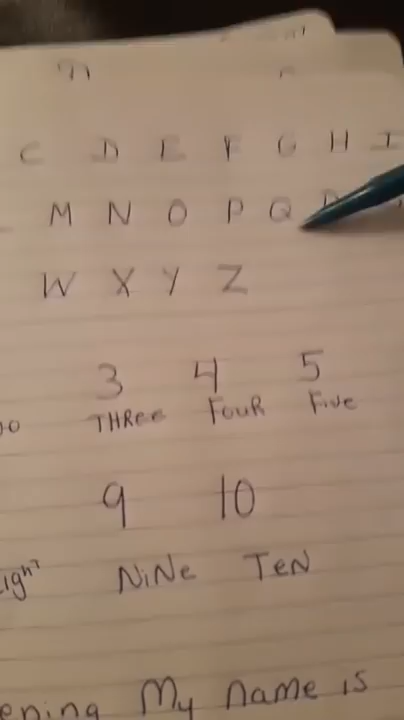 C D E F G H I
M N O P Q R
W X Y Z
3 4 5
THREE FOUR FIVE
9 10
NINE TEN
My name is